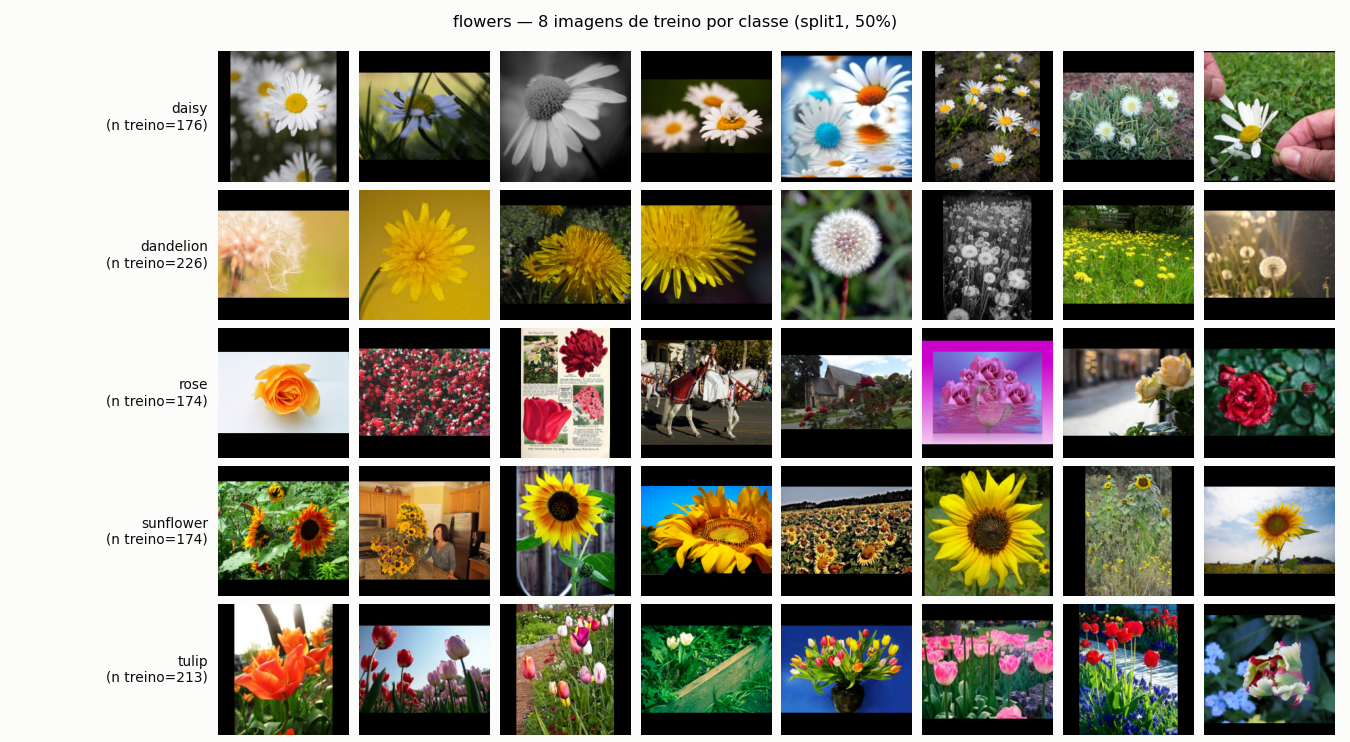 flowers — 8 imagens de treino por classe (split1, 50%)
daisy
(n treino=176)
dandelion
(n treino=226)
rose
(n treino=174)
sunflower
(n treino=174)
tulip
(n treino=213)